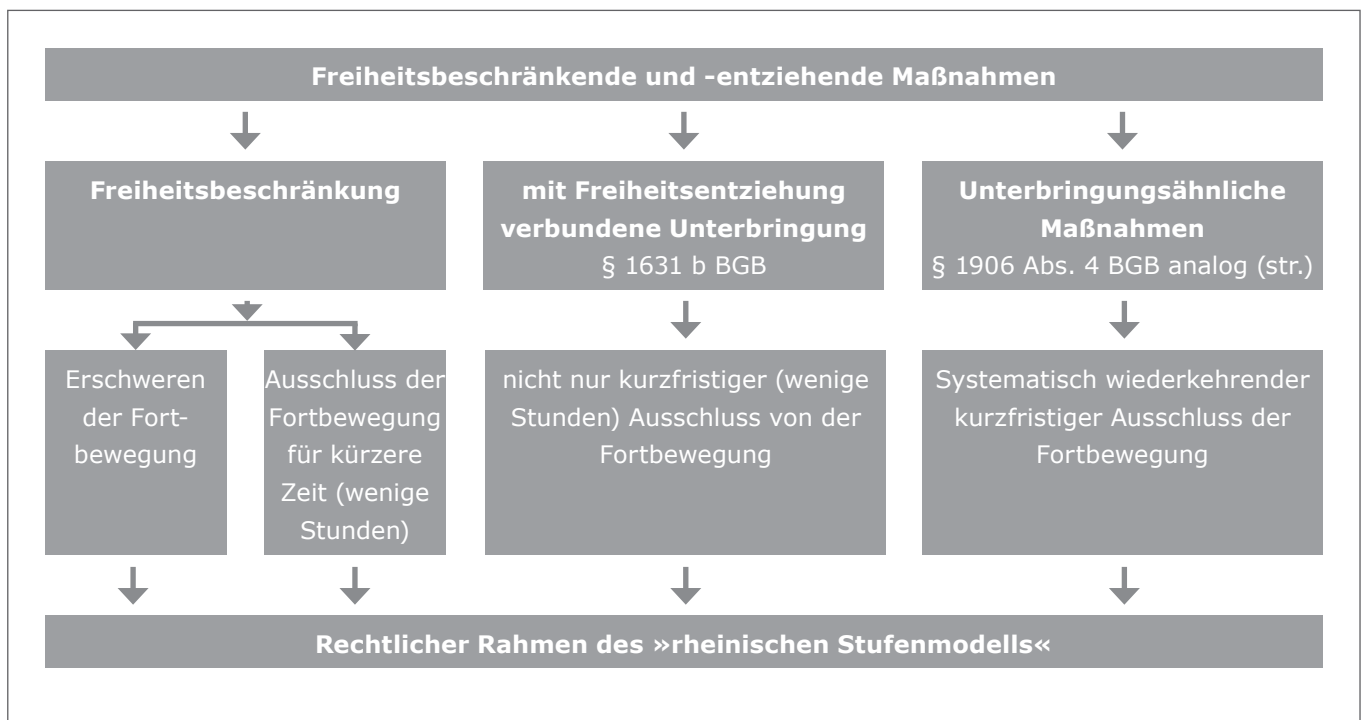 Freiheitsbeschränkende und -entziehende Maßnahmen
Freiheitsbeschränkung
mit Freiheitsentziehung
verbundene Unterbringung
§ 1631 b BGB
Unterbringungsähnliche
Maßnahmen
§ 1906 Abs. 4 BGB analog (str.)
Erschweren
der Fort-
bewegung
Ausschluss der
Fortbewegung
für kürzere
Zeit (wenige
Stunden)
nicht nur kurzfristiger (wenige
Stunden) Ausschluss von der
Fortbewegung
Systematisch wiederkehrender
kurzfristiger Ausschluss der
Fortbewegung
Rechtlicher Rahmen des »rheinischen Stufenmodells«